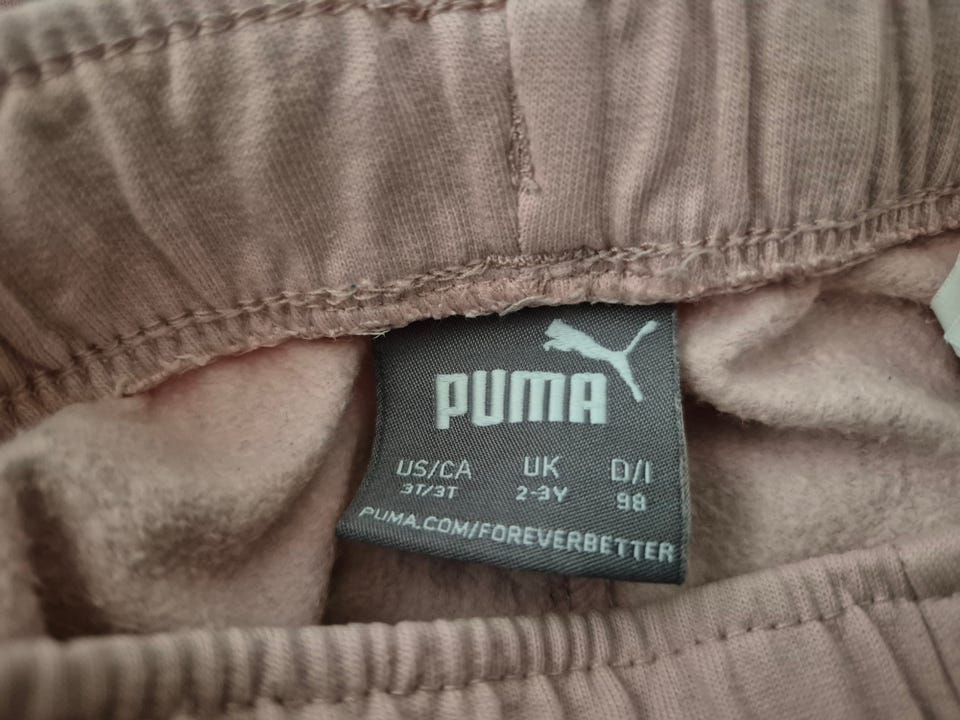 PUMA
US/CA UK D/I
3T/3T 2-3Y 98
PUMA.COM/FOREVERBETTER